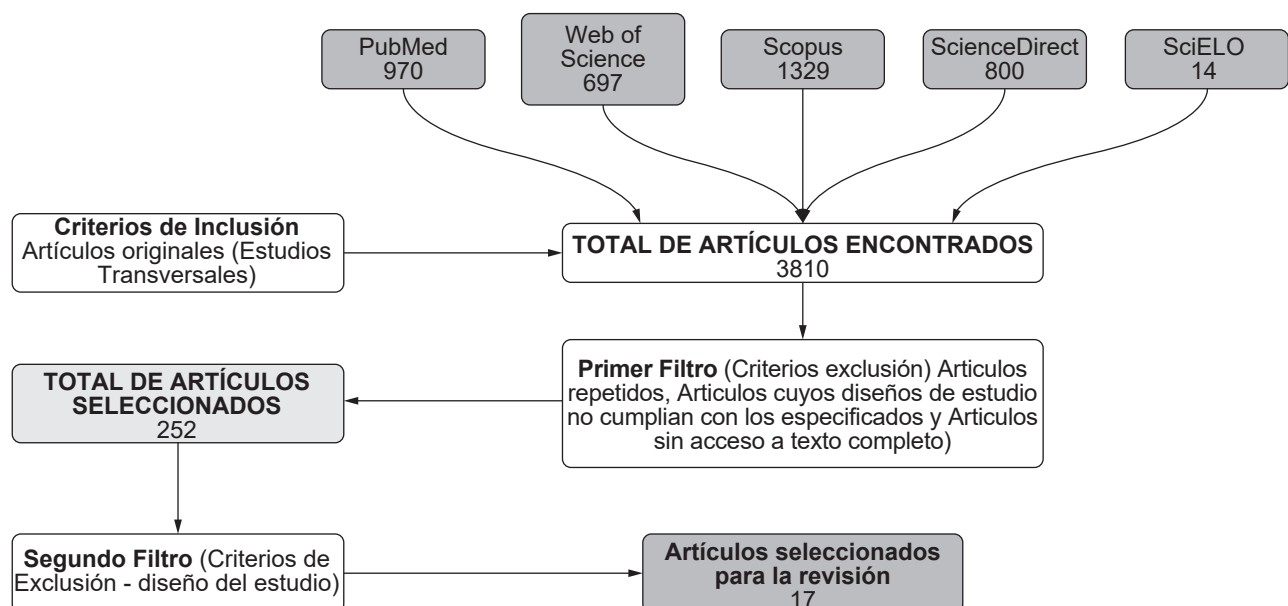 PubMed
970
Web of
Science
697
Scopus
1329
ScienceDirect
800
SciELO
14
Criterios de Inclusión
Artículos originales (Estudios
Transversales)
TOTAL DE ARTÍCULOS ENCONTRADOS
3810
Primer Filtro (Criterios exclusión) Articulos
repetidos, Articulos cuyos diseños de estudio
no cumplian con los especificados y Articulos
sin acceso a texto completo)
TOTAL DE ARTÍCULOS
SELECCIONADOS
252
Segundo Filtro (Criterios de
Exclusión - diseño del estudio)
Artículos seleccionados
para la revisión
17